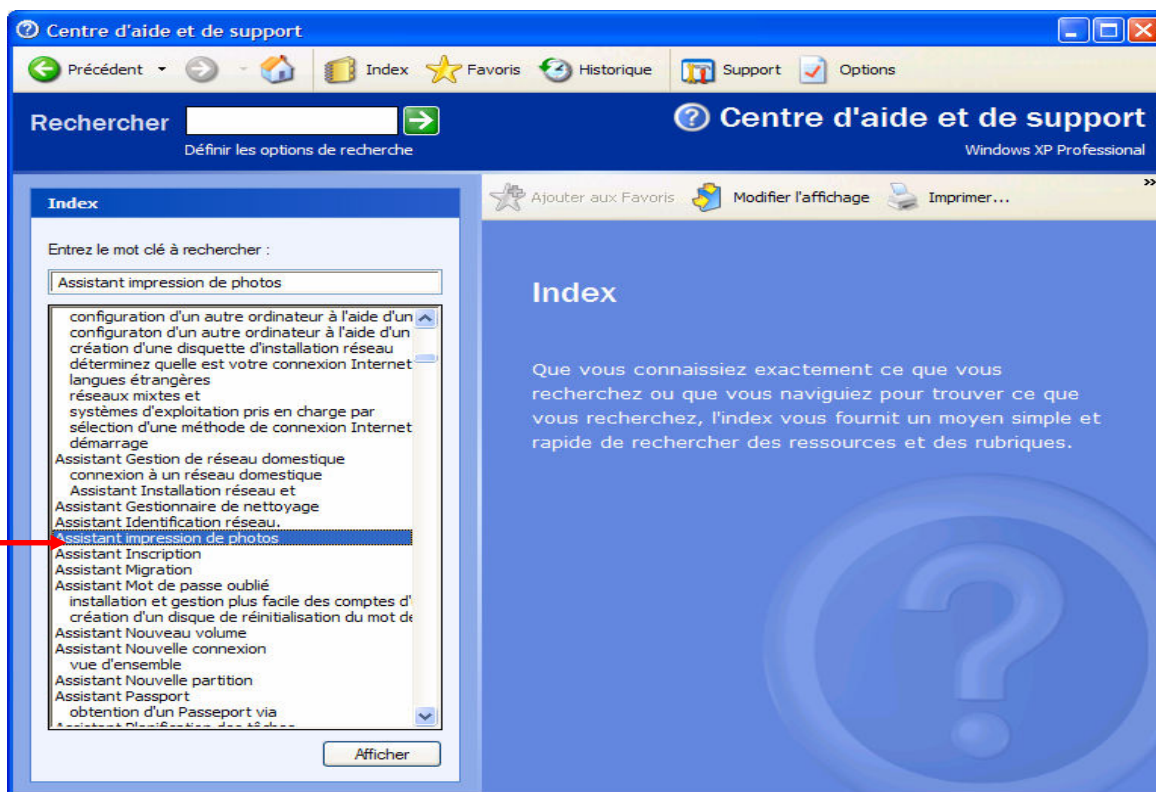 Centre d'aide et de support
Précédent
Index
Favoris
Historique
Support
Options
Rechercher
Définir les options de recherche
Centre d'aide et de support
Windows XP Professional
Index
Entrez le mot clé à rechercher :
Assistant impression de photos
configuration d'un autre ordinateur à l'aide d'un
configuraton d'un autre ordinateur à l'aide d'un
création d'une disquette d'installation réseau
déterminez quelle est votre connexion Internet
langues étrangères
réseaux mixtes et
systèmes d'exploitation pris en charge par
sélection d'une méthode de connexion Internet
démarrage
Assistant Gestion de réseau domestique
connexion à un réseau domestique
Assistant Installation réseau et
Assistant Gestionnaire de nettoyage
Assistant Identification réseau.
Assistant impression de photos
Assistant Inscription
Assistant Migration
Assistant Mot de passe oublié
installation et gestion plus facile des comptes d'
création d'un disque de réinitialisation du mot de
Assistant Nouveau volume
Assistant Nouvelle connexion
vue d'ensemble
Assistant Nouvelle partition
Assistant Passport
obtention d'un Passeport via
Assistant Planification des tâches
Afficher
Ajouter aux Favoris
Modifier l'affichage
Imprimer...
»
Index
Que vous connaissiez exactement ce que vous
recherchez ou que vous naviguiez pour trouver ce que
vous recherchez, l'index vous fournit un moyen simple et
rapide de rechercher des ressources et des rubriques.